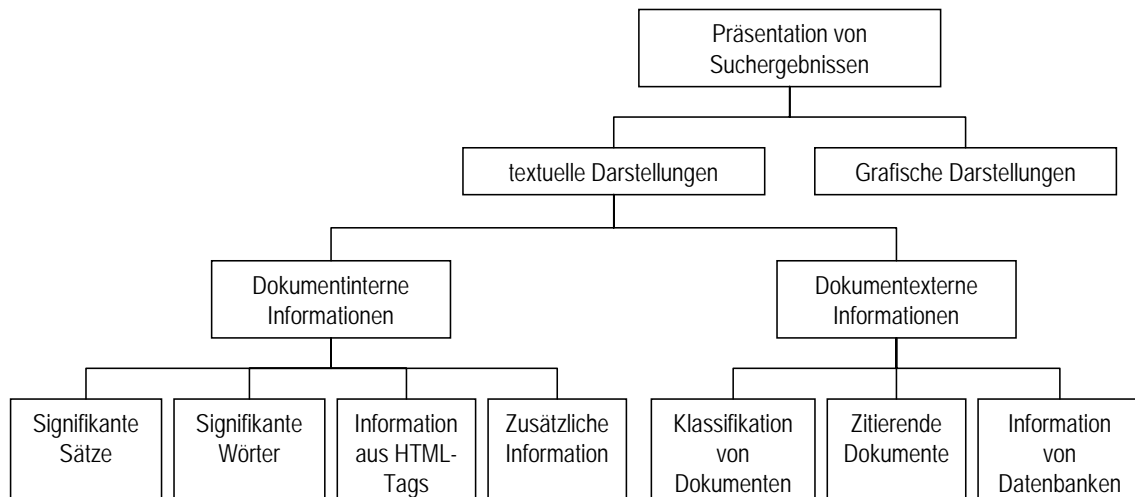 Präsentation von
Suchergebnissen
textuelle Darstellungen
Grafische Darstellungen
Dokumentinterne
Informationen
Dokumentexterne
Informationen
Signifikante
Sätze
Signifikante
Wörter
Information
aus HTML-
Tags
Zusätzliche
Information
Klassifikation
von
Dokumenten
Zitierende
Dokumente
Information
von
Datenbanken